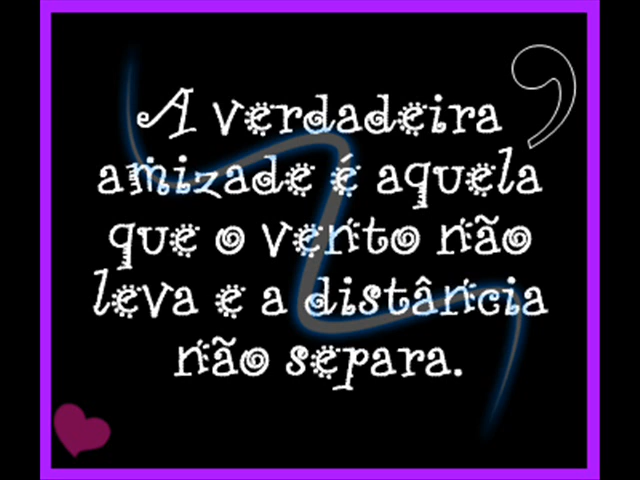 A verdadeira
amizade é aquela
que o vento não
leva e a distância
não separa.